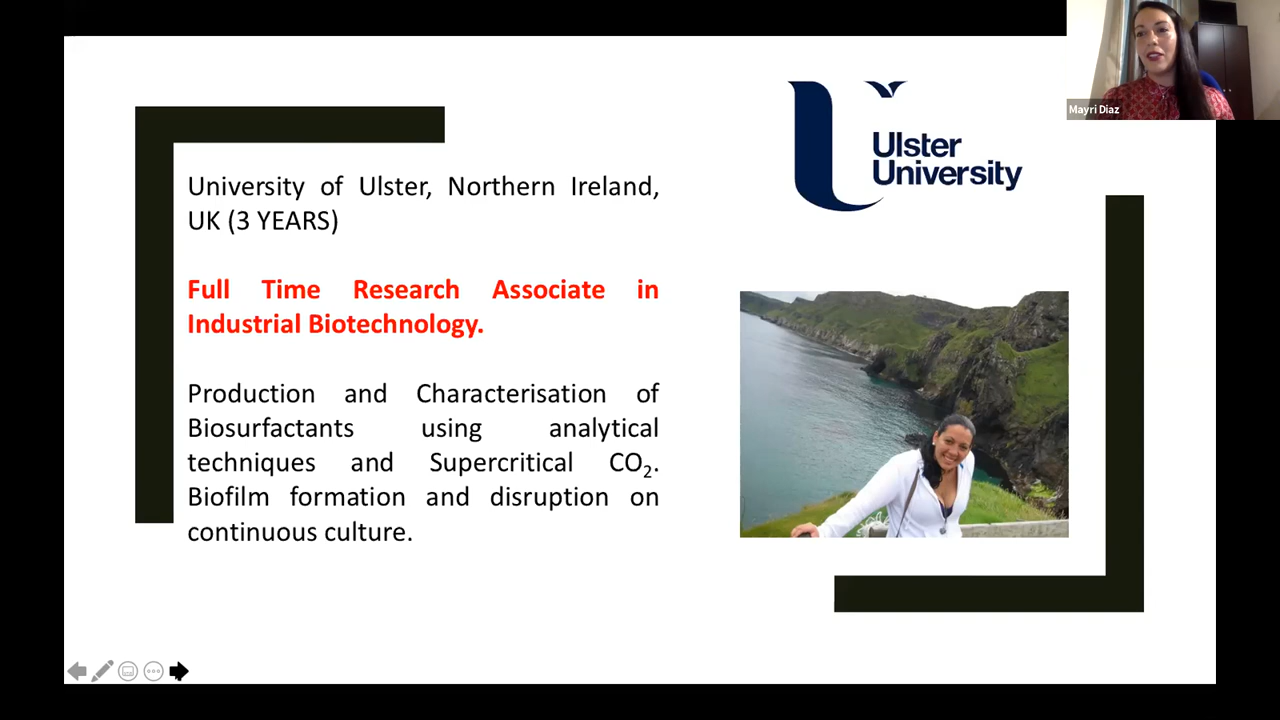 Mayri Diaz
Ulster
University
University of Ulster, Northern Ireland,
UK (3 YEARS)
Full Time Research Associate in
Industrial Biotechnology.
Production and Characterisation of
Biosurfactants using analytical
techniques and Supercritical CO₂.
Biofilm formation and disruption on
continuous culture.